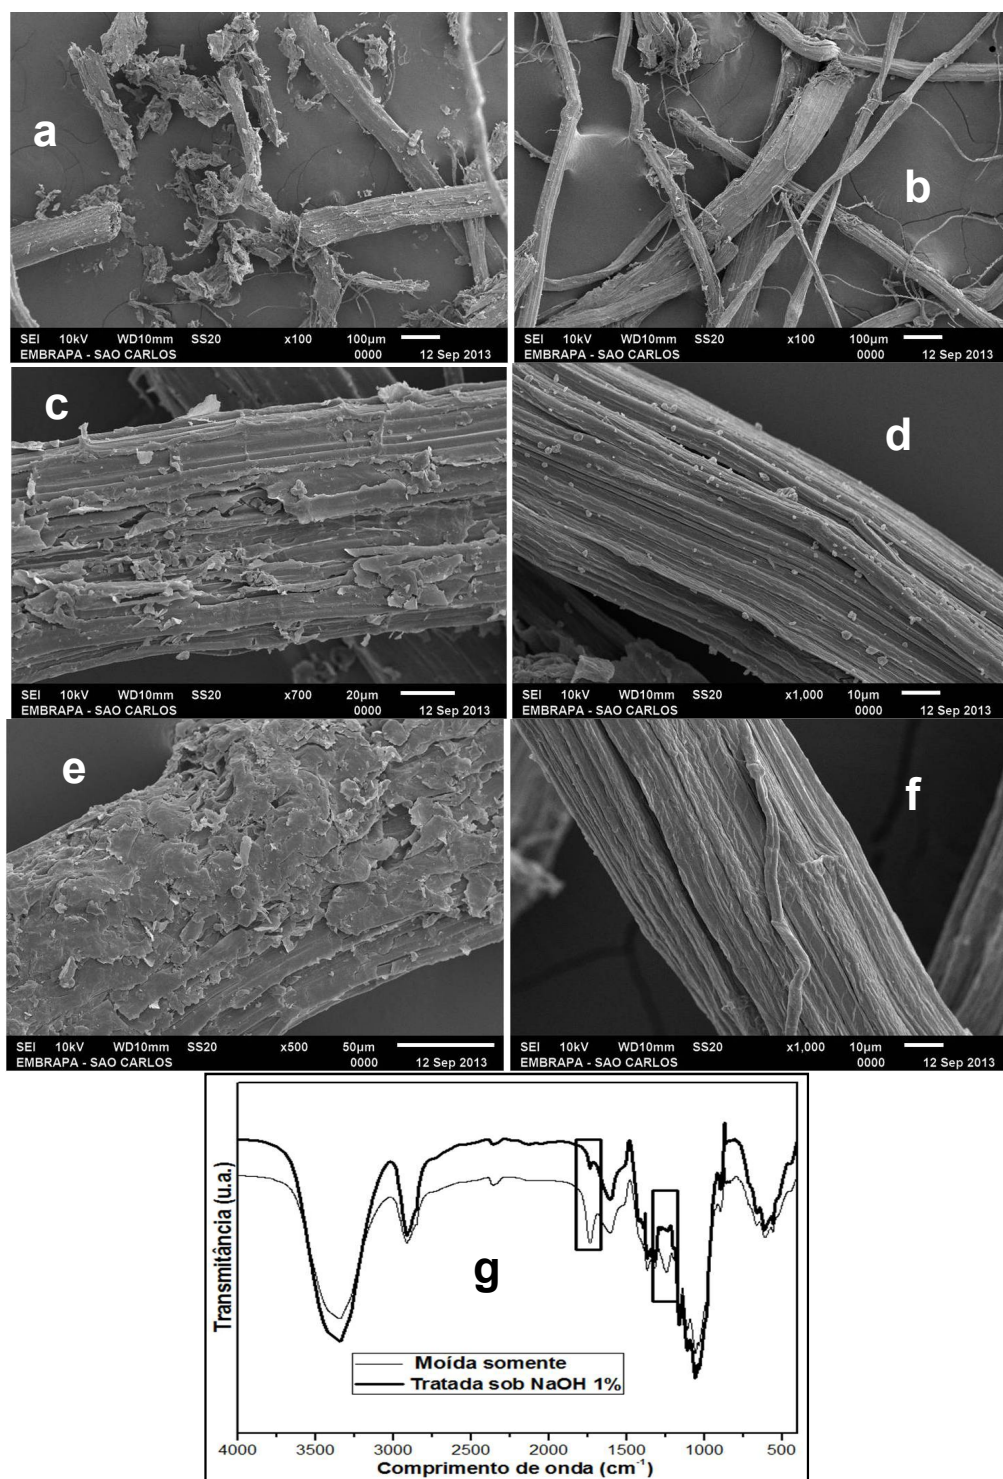 a
SEI 10kV WD10mm SS20 x100 100µm
EMBRAPA - SAO CARLOS 0000 12 Sep 2013
b
SEI 10kV WD10mm SS20 x100 100µm
EMBRAPA - SAO CARLOS 0000 12 Sep 2013
c
SEI 10kV WD10mm SS20 x700 20µm
EMBRAPA - SAO CARLOS 0000 12 Sep 2013
d
SEI 10kV WD10mm SS20 x1,000 10µm
EMBRAPA - SAO CARLOS 0000 12 Sep 2013
e
SEI 10kV WD10mm SS20 x500 50µm
EMBRAPA - SAO CARLOS 0000 12 Sep 2013
f
SEI 10kV WD10mm SS20 x1,000 10µm
EMBRAPA - SAO CARLOS 0000 12 Sep 2013
Transmitância (u.a.)
g
Moída somente
Tratada sob NaOH 1%
4000 3500 3000 2500 2000 1500 1000 500
Comprimento de onda (cm⁻¹)